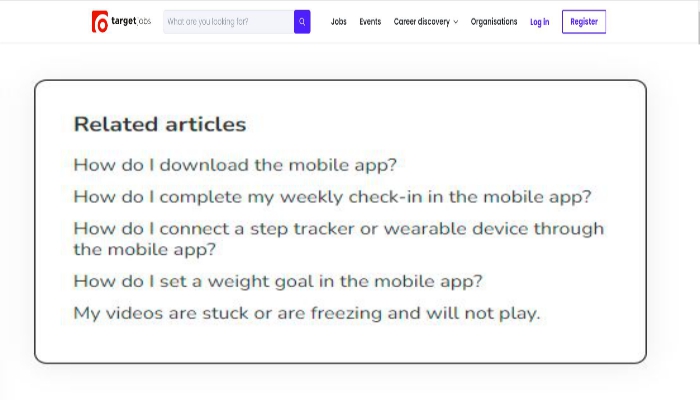 targetjobs
What are you looking for?
Jobs
Events
Career discovery
Organisations
Log in
Register
Related articles
How do I download the mobile app?
How do I complete my weekly check-in in the mobile app?
How do I connect a step tracker or wearable device through
the mobile app?
How do I set a weight goal in the mobile app?
My videos are stuck or are freezing and will not play.